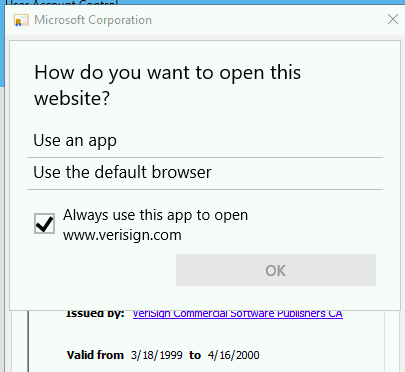 User Account Control
Microsoft Corporation
How do you want to open this
website?
Use an app
Use the default browser
Always use this app to open
www.verisign.com
OK
Issued by: VeriSign Commercial Software Publishers CA
Valid from 3/18/1999 to 4/16/2000